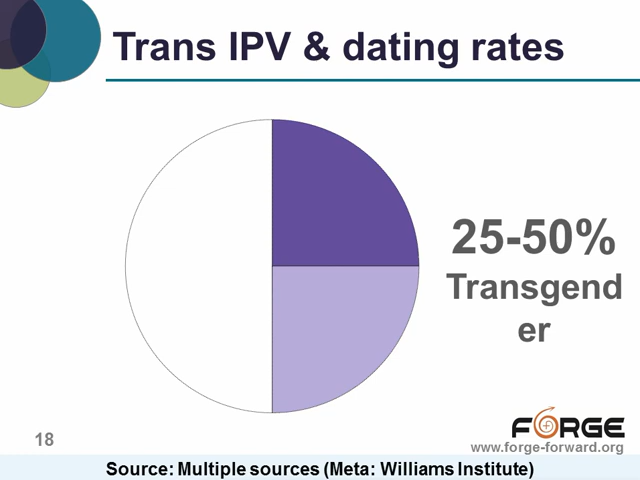 Trans IPV & dating rates
25-50%
Transgend
er
18
FORGE
www.forge-forward.org
Source: Multiple sources (Meta: Williams Institute)